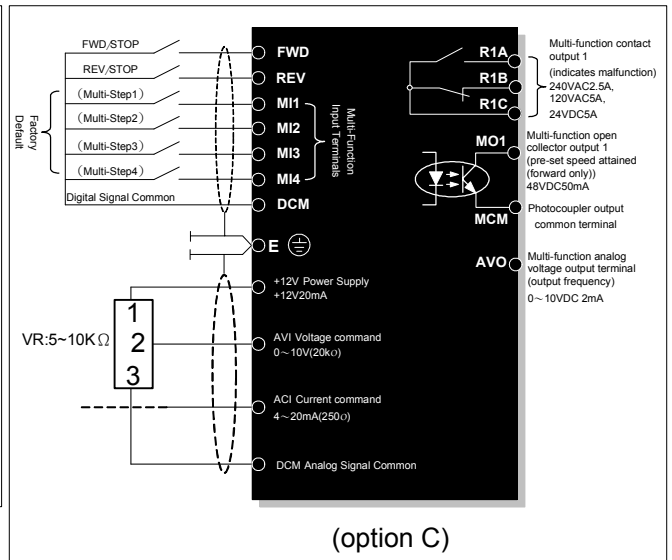 FWD/STOP
REV/STOP
(Multi-Step1)
(Multi-Step2)
(Multi-Step3)
(Multi-Step4)
Factory
Default
Digital Signal Common
FWD
REV
MI1
MI2
MI3
MI4
DCM
Multi-Function
Input Terminals
E
+12V Power Supply
+12V20mA
VR:5~10KΩ
1
2
3
AVI Voltage command
0～10V(20kο)
ACI Current command
4～20mA(250ο)
DCM Analog Signal Common
R1A
R1B
R1C
Multi-function contact
output 1
(indicates malfunction)
240VAC2.5A,
120VAC5A,
24VDC5A
MO1
Multi-function open
collector output 1
(pre-set speed attained
(forward only))
48VDC50mA
MCM
Photocoupler output
common terminal
AVO
Multi-function analog
voltage output terminal
(output frequency)
0～10VDC 2mA
(option C)